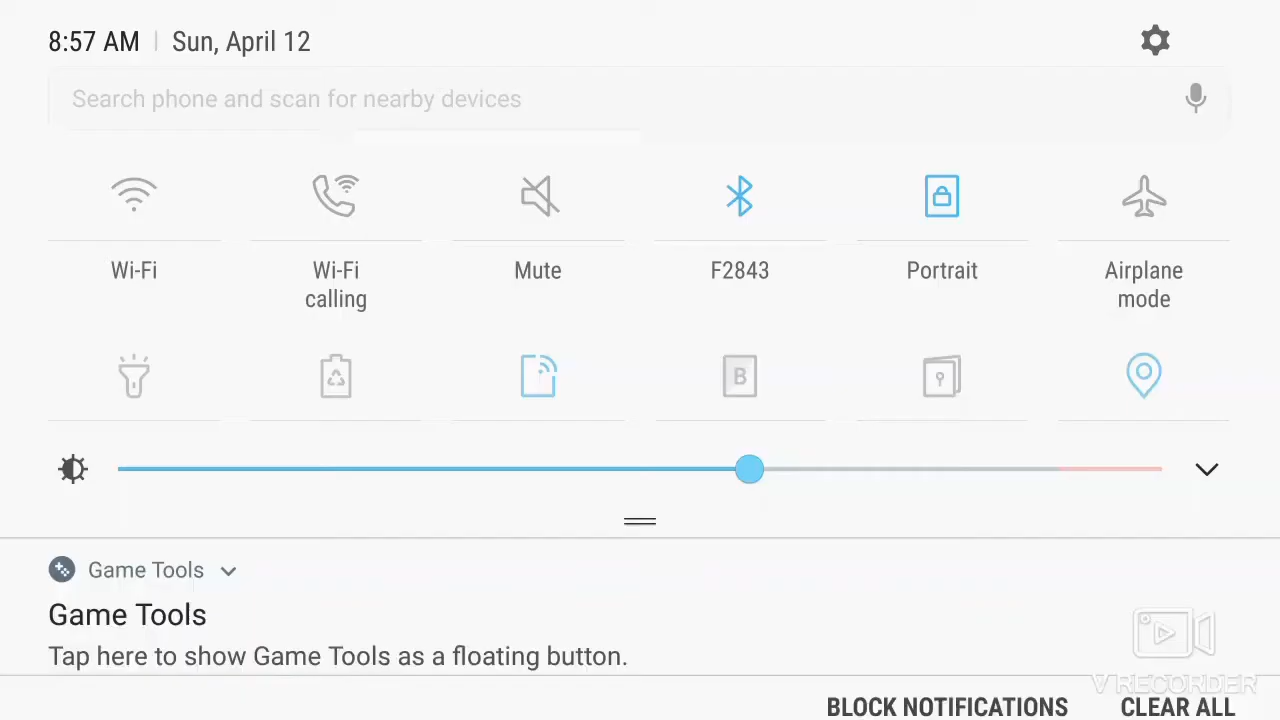 8:57 AM | Sun, April 12
Search phone and scan for nearby devices
Wi-Fi
Wi-Fi
calling
Mute
F2843
Portrait
Airplane
mode
B
Game Tools
Game Tools
Tap here to show Game Tools as a floating button.
V RECORDER
BLOCK NOTIFICATIONS CLEAR ALL